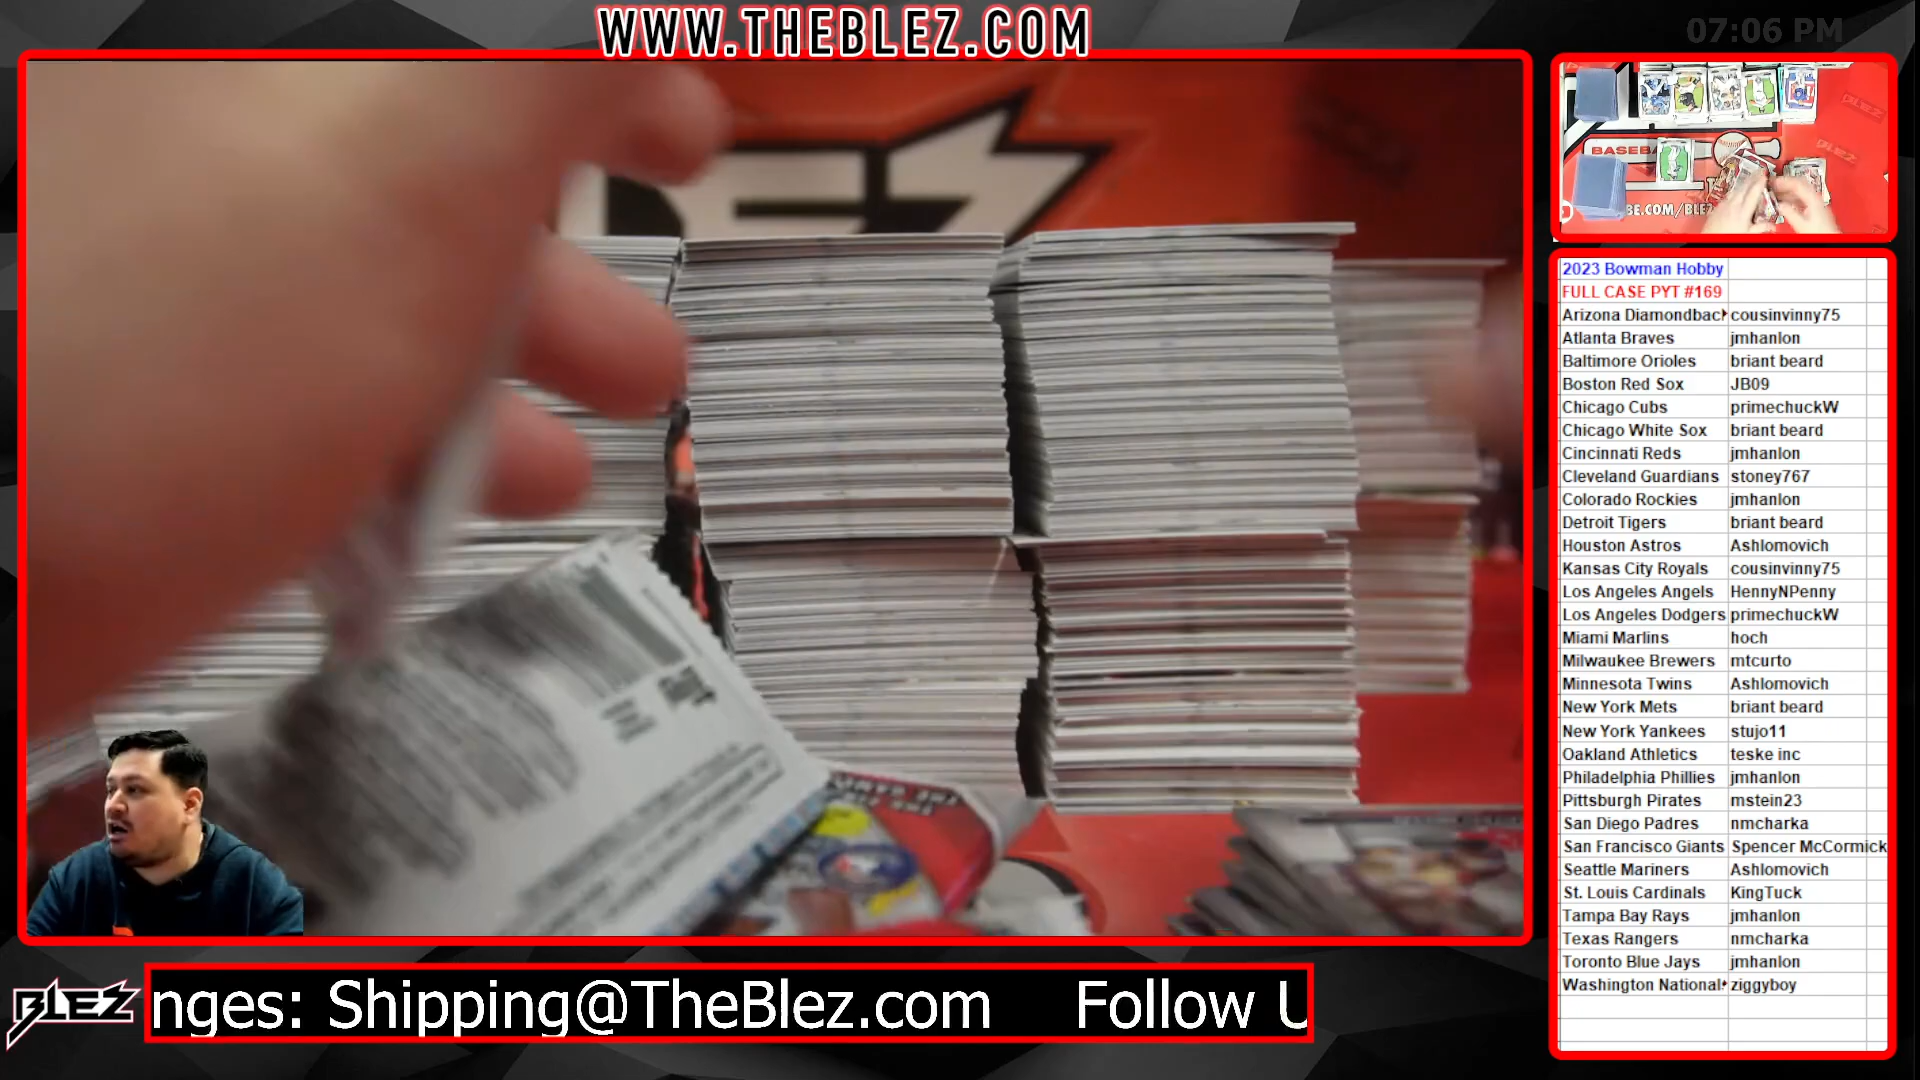 WWW.THEBLEZ.COM
07:06 PM
BLEZ
BASEBA
BE.COM/BLEZ
2023 Bowman Hobby
FULL CASE PYT #169
Arizona Diamondback cousinvinny75
Atlanta Braves jmhanlon
Baltimore Orioles briant beard
Boston Red Sox JB09
Chicago Cubs primechuckW
Chicago White Sox briant beard
Cincinnati Reds jmhanlon
Cleveland Guardians stoney767
Colorado Rockies jmhanlon
Detroit Tigers briant beard
Houston Astros Ashlomovich
Kansas City Royals cousinvinny75
Los Angeles Angels HennyNPenny
Los Angeles Dodgers primechuckW
Miami Marlins hoch
Milwaukee Brewers mtcurto
Minnesota Twins Ashlomovich
New York Mets briant beard
New York Yankees stujo11
Oakland Athletics teske inc
Philadelphia Phillies jmhanlon
Pittsburgh Pirates mstein23
San Diego Padres nmcharka
San Francisco Giants Spencer McCormick
Seattle Mariners Ashlomovich
St. Louis Cardinals KingTuck
Tampa Bay Rays jmhanlon
Texas Rangers nmcharka
Toronto Blue Jays jmhanlon
Washington National ziggyboy
BLEZ
nges: Shipping@TheBlez.com Follow U